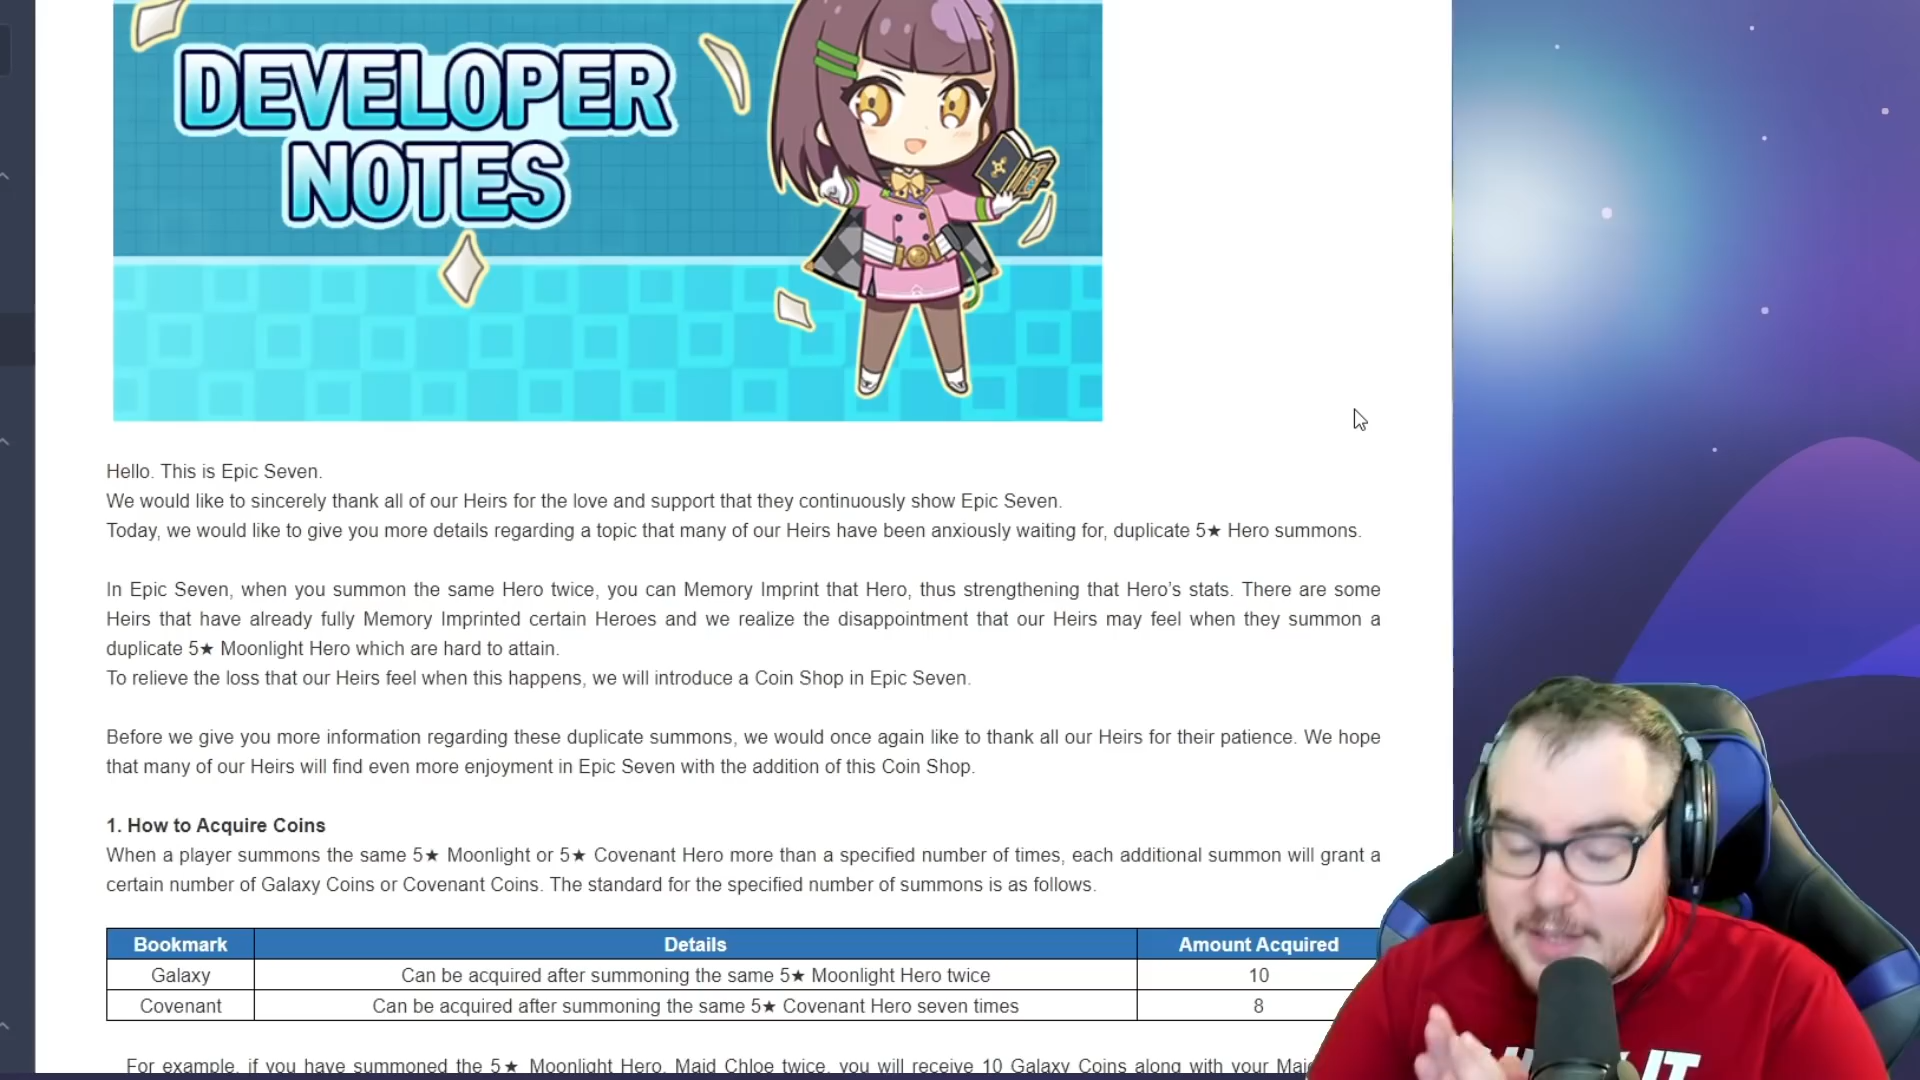 DEVELOPER
NOTES
Hello. This is Epic Seven.
We would like to sincerely thank all of our Heirs for the love and support that they continuously show Epic Seven.
Today, we would like to give you more details regarding a topic that many of our Heirs have been anxiously waiting for, duplicate 5★ Hero summons.
In Epic Seven, when you summon the same Hero twice, you can Memory Imprint that Hero, thus strengthening that Hero's stats. There are some
Heirs that have already fully Memory Imprinted certain Heroes and we realize the disappointment that our Heirs may feel when they summon a
duplicate 5★ Moonlight Hero which are hard to attain.
To relieve the loss that our Heirs feel when this happens, we will introduce a Coin Shop in Epic Seven.
Before we give you more information regarding these duplicate summons, we would once again like to thank all our Heirs for their patience. We hope
that many of our Heirs will find even more enjoyment in Epic Seven with the addition of this Coin Shop.
1. How to Acquire Coins
When a player summons the same 5★ Moonlight or 5★ Covenant Hero more than a specified number of times, each additional summon will grant a
certain number of Galaxy Coins or Covenant Coins. The standard for the specified number of summons is as follows.
Bookmark Details Amount Acquired
Galaxy Can be acquired after summoning the same 5★ Moonlight Hero twice 10
Covenant Can be acquired after summoning the same 5★ Covenant Hero seven times 8
For example, if you have summoned the 5★ Moonlight Hero, Maid Chloe twice, you will receive 10 Galaxy Coins along with your